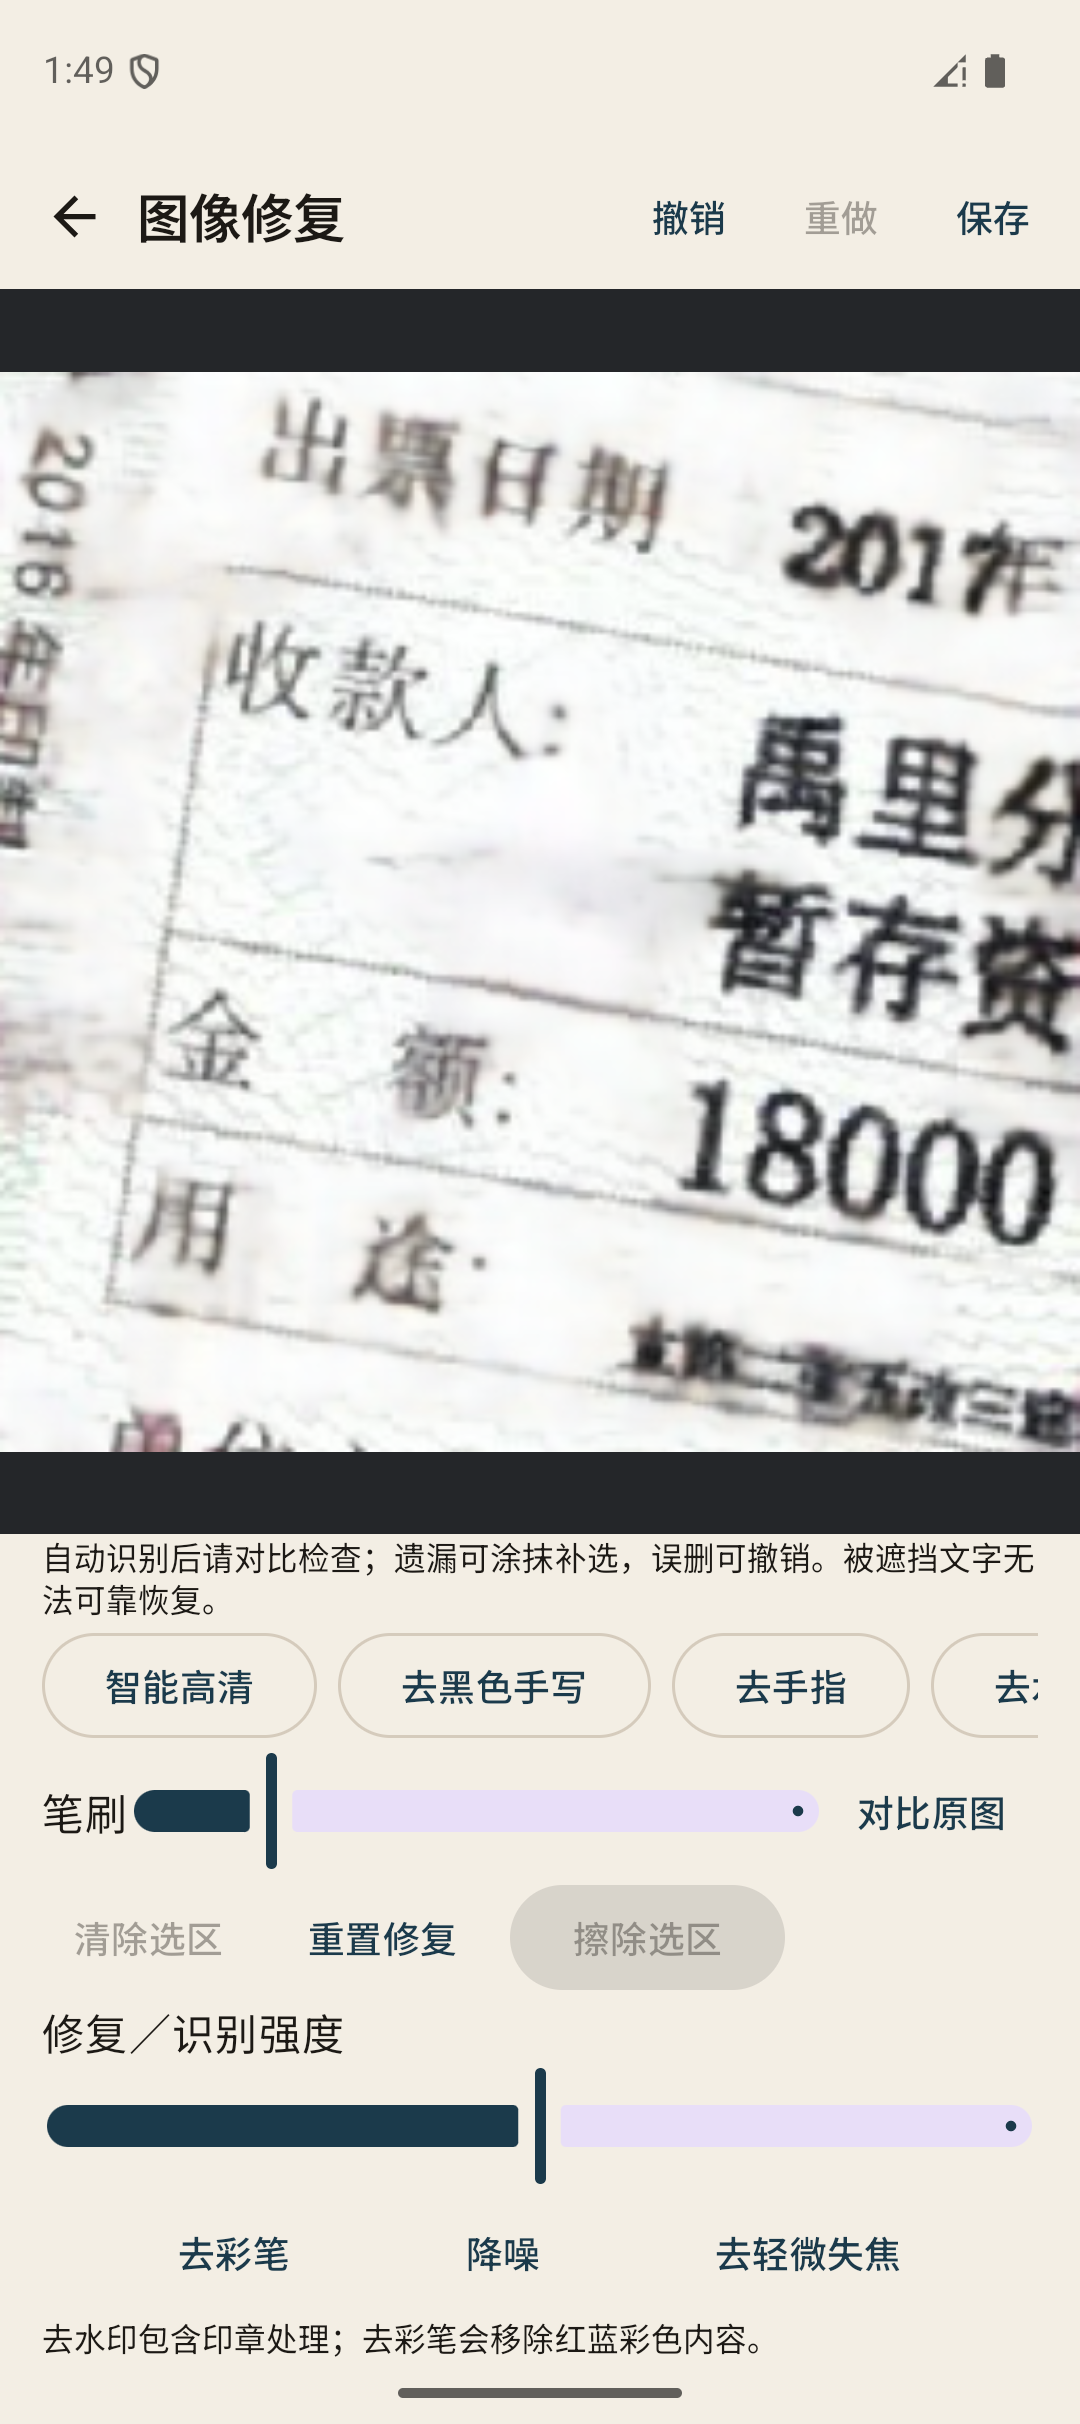 1:49
图像修复
撤销
重做
保存
2016年印制
出票日期
2017年
收款人:
禹里分
暂存资
金 额:
18000
用 途:
自动识别后请对比检查；遗漏可涂抹补选，误删可撤销。被遮挡文字无
法可靠恢复。
智能高清
去黑色手写
去手指
笔刷
对比原图
清除选区
重置修复
擦除选区
修复／识别强度
去彩笔
降噪
去轻微失焦
去水印包含印章处理；去彩笔会移除红蓝彩色内容。